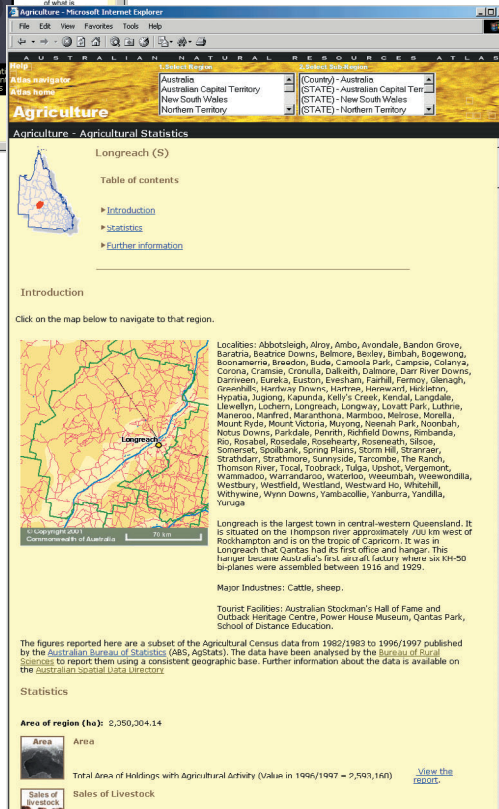 of what is
Agriculture - Microsoft Internet Explorer
File Edit View Favorites Tools Help
AUSTRALIAN NATURAL RESOURCES ATLAS
Help
Atlas navigator
Atlas home
Agriculture
1.Select Region
Australia
Australian Capital Territory
New South Wales
Northern Territory
2.Select Sub-Region
(Country) - Australia
(STATE) - Australian Capital Terr
(STATE) - New South Wales
(STATE) - Northern Territory
Agriculture - Agricultural Statistics
Longreach (S)
Table of contents
Introduction
Statistics
Further information
Introduction
Click on the map below to navigate to that region.
Longreach
© Copyright 2001
Commonwealth of Australia
70 km
Localities: Abbotsleigh, Alroy, Ambo, Avondale, Bandon Grove,
Baratria, Beatrice Downs, Belmore, Bexley, Bimbah, Bogewong,
Boonamerrie, Breedon, Bude, Camoola Park, Campsie, Colanya,
Corona, Cramsie, Cronulla, Dalkeith, Dalmore, Darr River Downs,
Darriveen, Eureka, Euston, Evesham, Fairhill, Fermoy, Glenagh,
Greenhills, Hardway Downs, Hartree, Hereward, Hickleton,
Hypatia, Jugiong, Kapunda, Kelly's Creek, Kendal, Langdale,
Llewellyn, Lochern, Longreach, Longway, Lovatt Park, Luthrie,
Maneroo, Manfred, Maranthona, Marmboo, Melrose, Morella,
Mount Ryde, Mount Victoria, Muyong, Neenah Park, Noonbah,
Notus Downs, Parkdale, Penrith, Richfield Downs, Rimbanda,
Rio, Rosabel, Rosedale, Rosehearty, Roseneath, Silsoe,
Somerset, Spoilbank, Spring Plains, Storm Hill, Stranraer,
Strathdarr, Strathmore, Sunnyside, Tarcombe, The Ranch,
Thomson River, Tocal, Toobrack, Tulga, Upshot, Vergemont,
Wammadoo, Warrandaroo, Waterloo, Weeumbah, Weewondilla,
Westbury, Westfield, Westland, Westward Ho, Whitehill,
Withywine, Wynn Downs, Yambacollie, Yanburra, Yandilla,
Yuruga
Longreach is the largest town in central-western Queensland. It
is situated on the Thompson river approximately 700 km west of
Rockhampton and is on the tropic of Capricorn. It was in
Longreach that Qantas had its first office and hangar. This
hanger became Australia's first aircraft factory where six KH-50
bi-planes were assembled between 1916 and 1929.
Major Industries: Cattle, sheep.
Tourist Facilities: Australian Stockman's Hall of Fame and
Outback Heritage Centre, Power House Museum, Qantas Park,
School of Distance Education.
The figures reported here are a subset of the Agricultural Census data from 1982/1983 to 1996/1997 published
by the Australian Bureau of Statistics (ABS, AgStats). The data have been analysed by the Bureau of Rural
Sciences to report them using a consistent geographic base. Further information about the data is available on
the Australian Spatial Data Directory
Statistics
Area of region (ha): 2,350,304.14
Area
Area
Total Area of Holdings with Agricultural Activity (Value in 1996/1997 = 2,593,160)
View the
report.
Sales of
livestock
Sales of Livestock